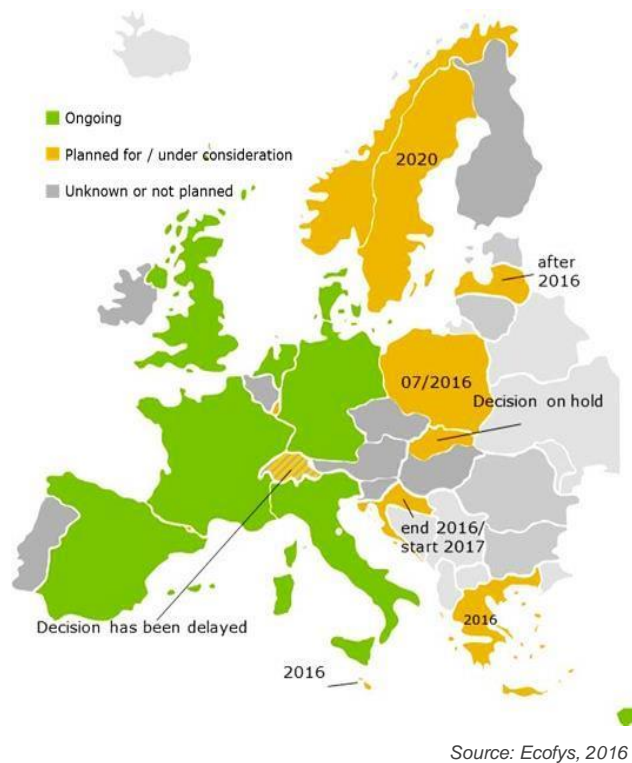 Ongoing
Planned for / under consideration
Unknown or not planned
2020
after
2016
07/2016
Decision on hold
end 2016/
start 2017
Decision has been delayed
2016
2016
Source: Ecofys, 2016